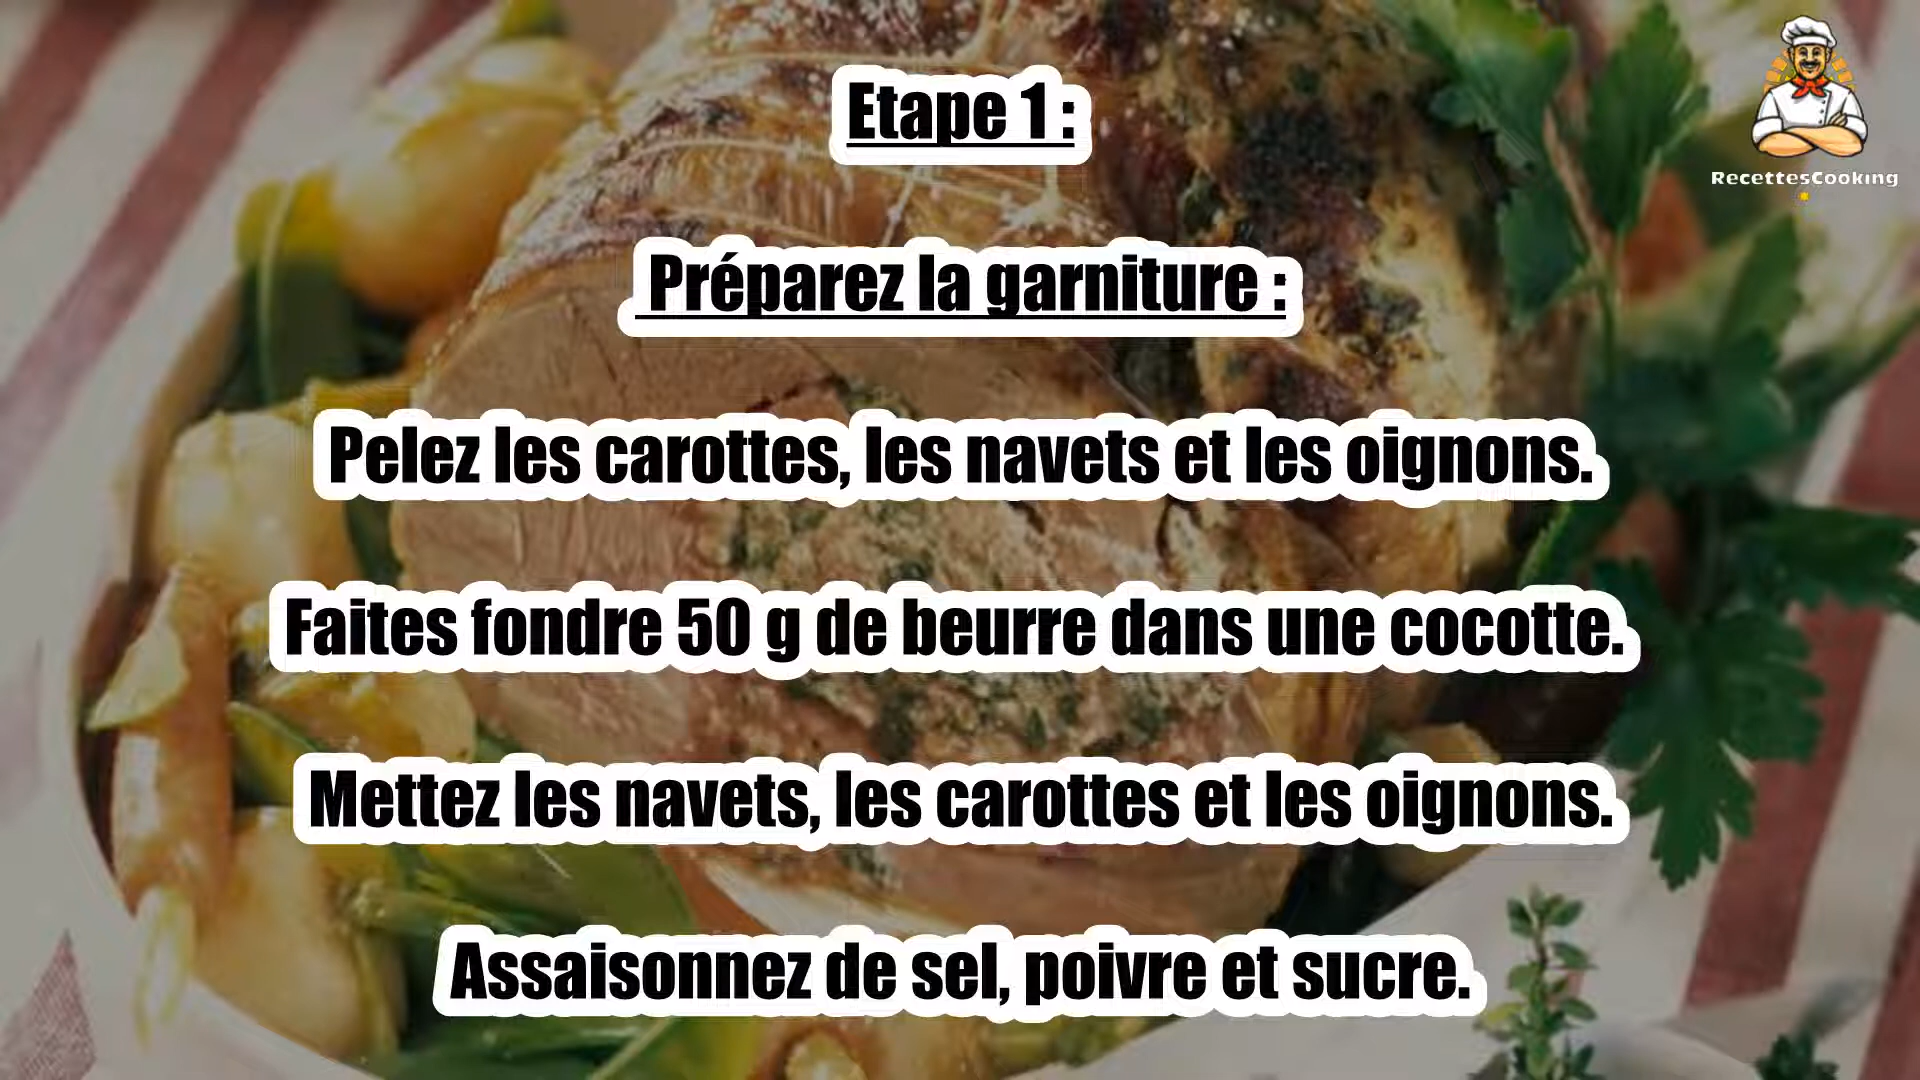 Etape 1 :
RecettesCooking
Préparez la garniture :
Pelez les carottes, les navets et les oignons.
Faites fondre 50 g de beurre dans une cocotte.
Mettez les navets, les carottes et les oignons.
Assaisonnez de sel, poivre et sucre.